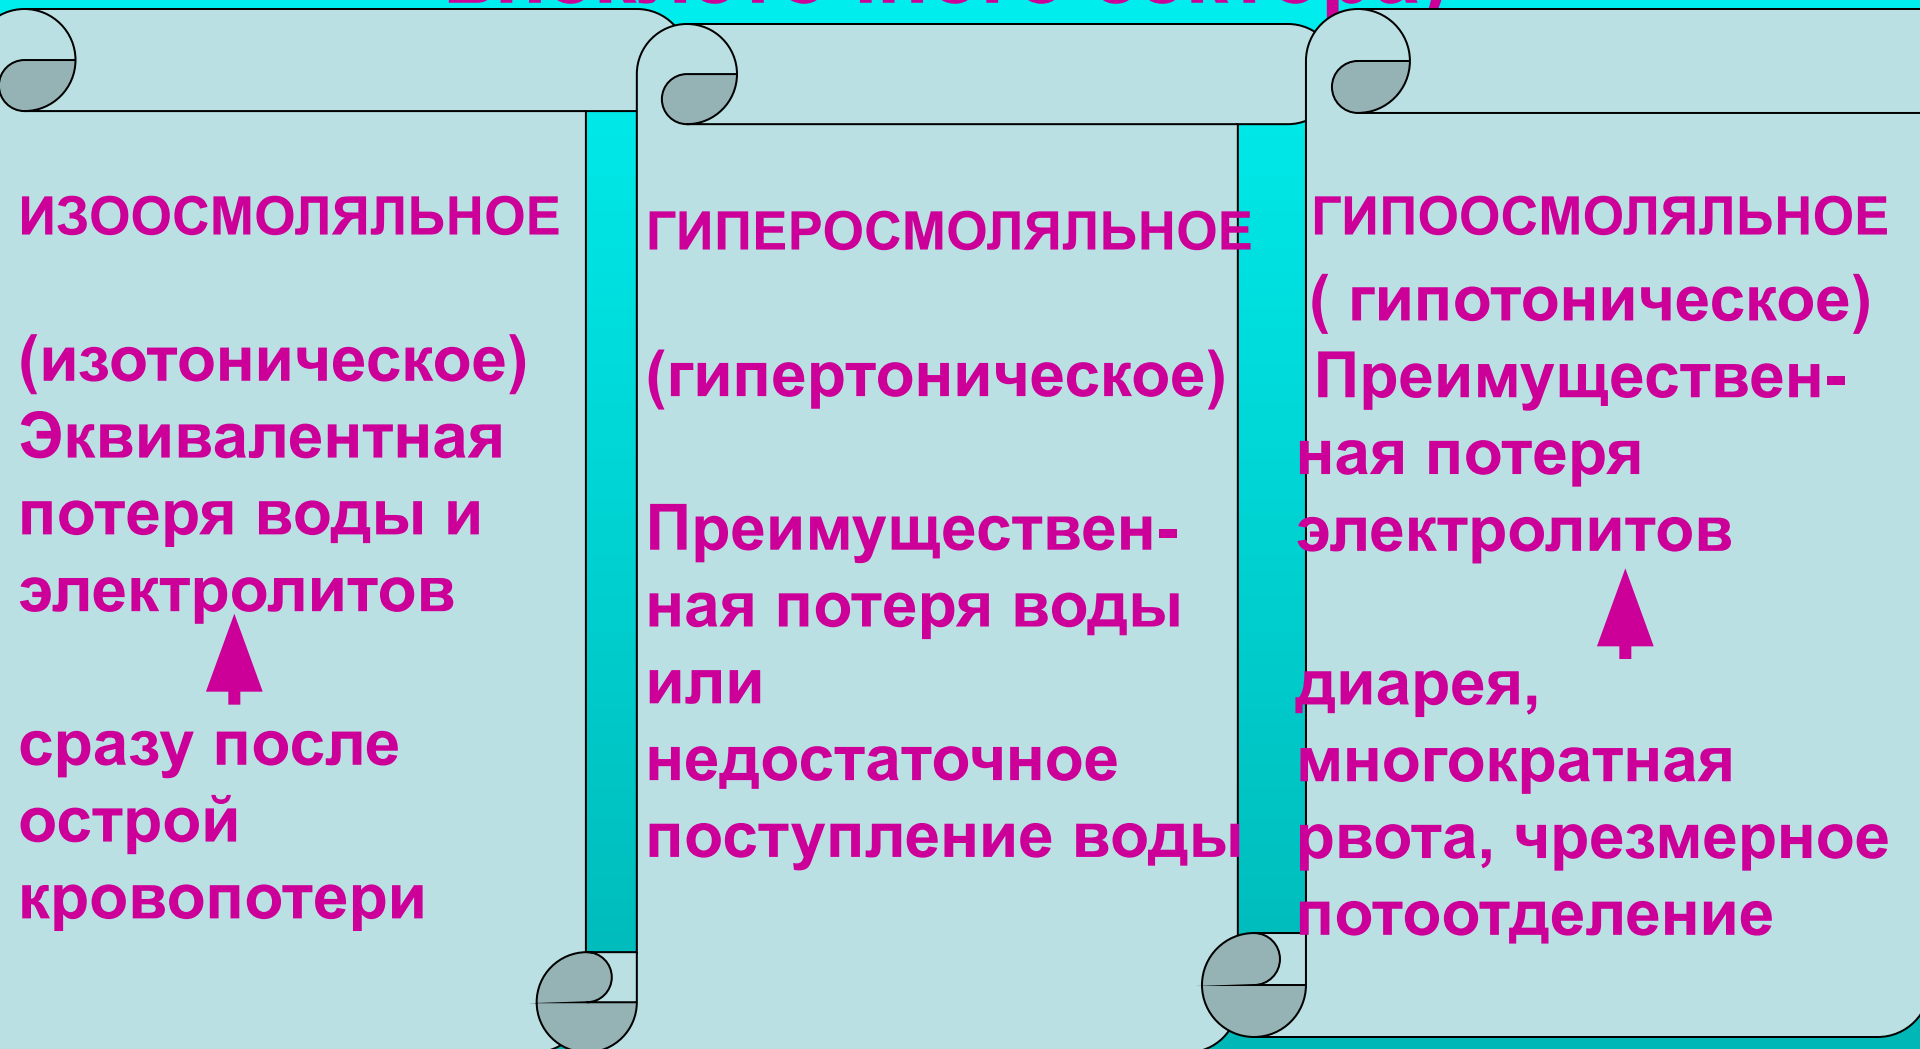 ИЗООСМОЛЯЛЬНОЕ
(изотоническое)
Эквивалентная
потеря воды и
электролитов
сразу после
острой
кровопотери
ГИПЕРОСМОЛЯЛЬНОЕ
(гипертоническое)
Преимуществен-
ная потеря воды
или
недостаточное
поступление воды
ГИПООСМОЛЯЛЬНОЕ
( гипотоническое)
Преимуществен-
ная потеря
электролитов
диарея,
многократная
рвота, чрезмерное
потоотделение